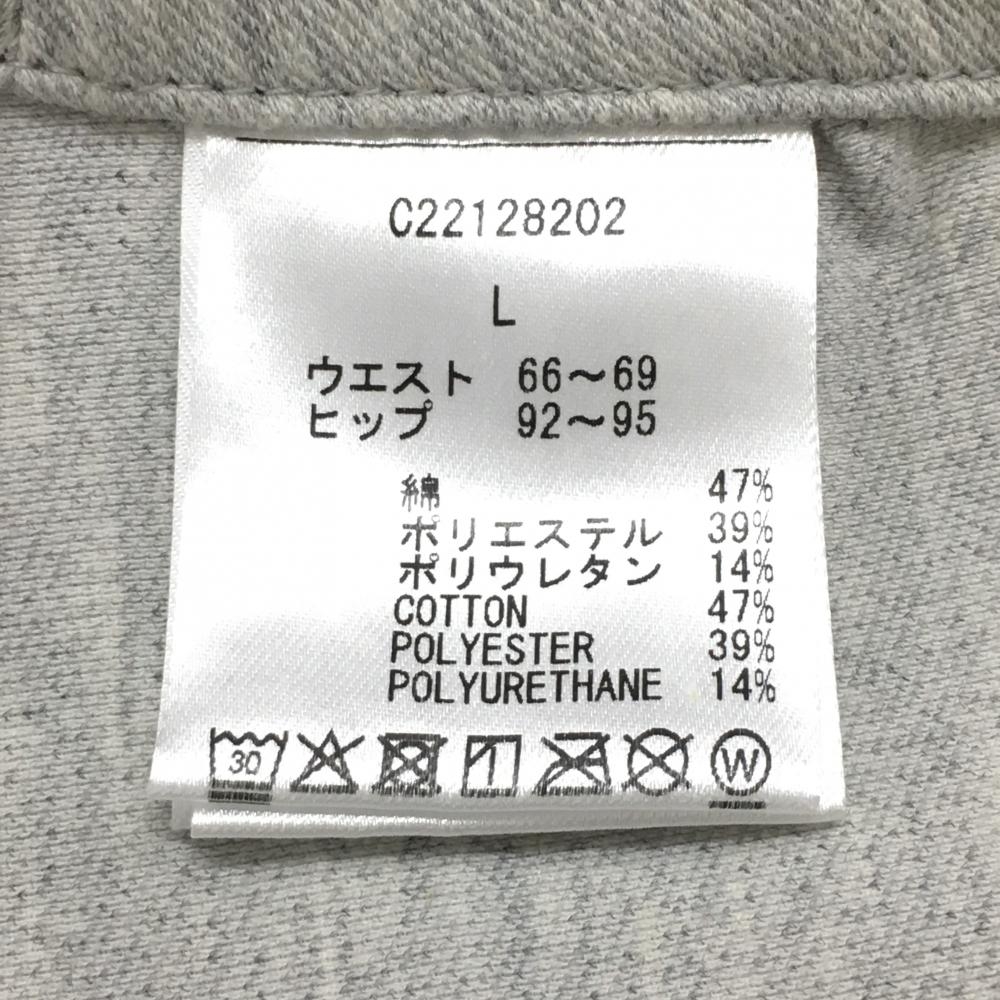 C22128202
L
ウエスト 66～69
ヒップ 92～95
綿 47%
ポリエステル 39%
ポリウレタン 14%
COTTON 47%
POLYESTER 39%
POLYURETHANE 14%
30 W